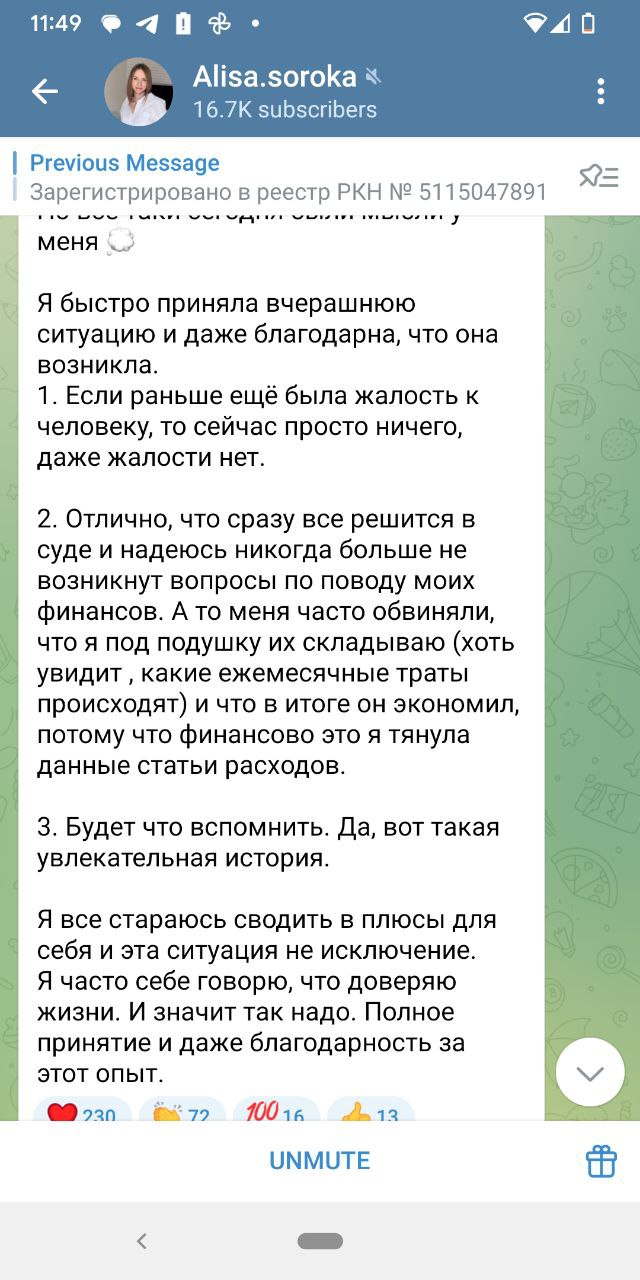 11:49
Alisa.soroka
16.7K subscribers
Previous Message
Зарегистрировано в реестр РКН № 5115047891
Но все таки сегодня были мысли у
меня 💭
Я быстро приняла вчерашнюю
ситуацию и даже благодарна, что она
возникла.
1. Если раньше ещё была жалость к
человеку, то сейчас просто ничего,
даже жалости нет.
2. Отлично, что сразу все решится в
суде и надеюсь никогда больше не
возникнут вопросы по поводу моих
финансов. А то меня часто обвиняли,
что я под подушку их складываю (хоть
увидит , какие ежемесячные траты
происходят) и что в итоге он экономил,
потому что финансово это я тянула
данные статьи расходов.
3. Будет что вспомнить. Да, вот такая
увлекательная история.
Я все стараюсь сводить в плюсы для
себя и эта ситуация не исключение.
Я часто себе говорю, что доверяю
жизни. И значит так надо. Полное
принятие и даже благодарность за
этот опыт.
❤️ 230 👏 72 💯 16 👍 13
UNMUTE